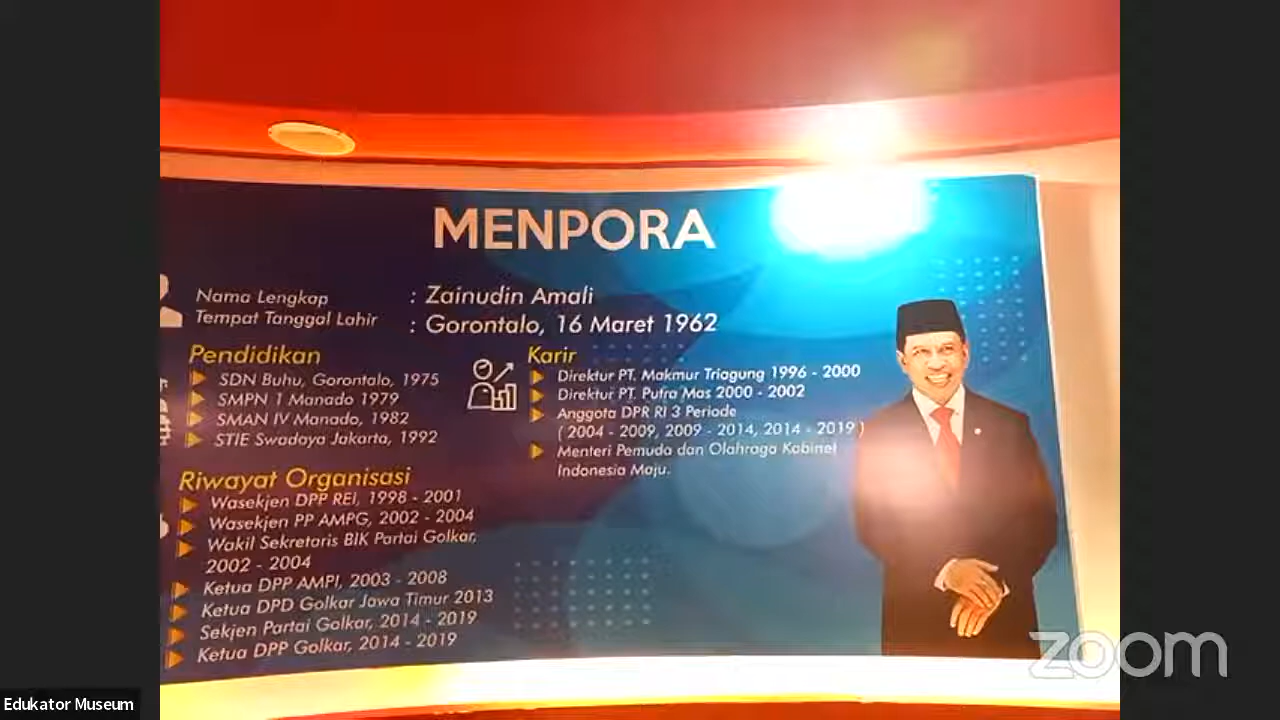 MENPORA
Nama Lengkap : Zainudin Amali
Tempat Tanggal Lahir : Gorontalo, 16 Maret 1962
Pendidikan
SDN Buhu, Gorontalo, 1975
SMPN 1 Manado 1979
SMAN IV Manado, 1982
STIE Swadaya Jakarta, 1992
Riwayat Organisasi
Wasekjen DPP REI, 1998 - 2001
Wasekjen PP AMPG, 2002 - 2004
Wakil Sekretaris BIK Partai Golkar,
2002 - 2004
Ketua DPP AMPI, 2003 - 2008
Ketua DPD Golkar Jawa Timur 2013
Sekjen Partai Golkar, 2014 - 2019
Ketua DPP Golkar, 2014 - 2019
Karir
Direktur PT. Makmur Triagung 1996 - 2000
Direktur PT. Putra Mas 2000 - 2002
Anggota DPR RI 3 Periode
( 2004 - 2009, 2009 - 2014, 2014 - 2019 )
Menteri Pemuda dan Olahraga Kabinet
Indonesia Maju.
zoom
Edukator Museum